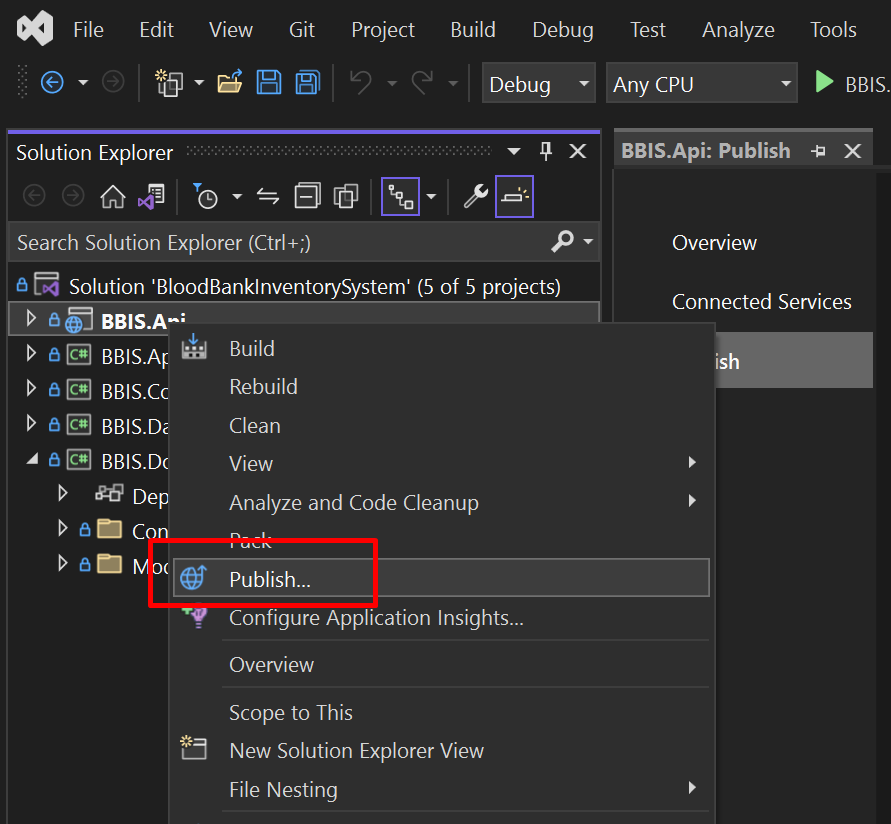 File Edit View Git Project Build Debug Test Analyze Tools
Debug Any CPU BBIS.
Solution Explorer
Search Solution Explorer (Ctrl+;)
Solution 'BloodBankInventorySystem' (5 of 5 projects)
BBIS.Api
BBIS.Ap
BBIS.Co
BBIS.Da
BBIS.Do
Dep
Con
Mod
Build
Rebuild
Clean
View
Analyze and Code Cleanup
Pack
Publish...
Configure Application Insights...
Overview
Scope to This
New Solution Explorer View
File Nesting
BBIS.Api: Publish
Overview
Connected Services
ish